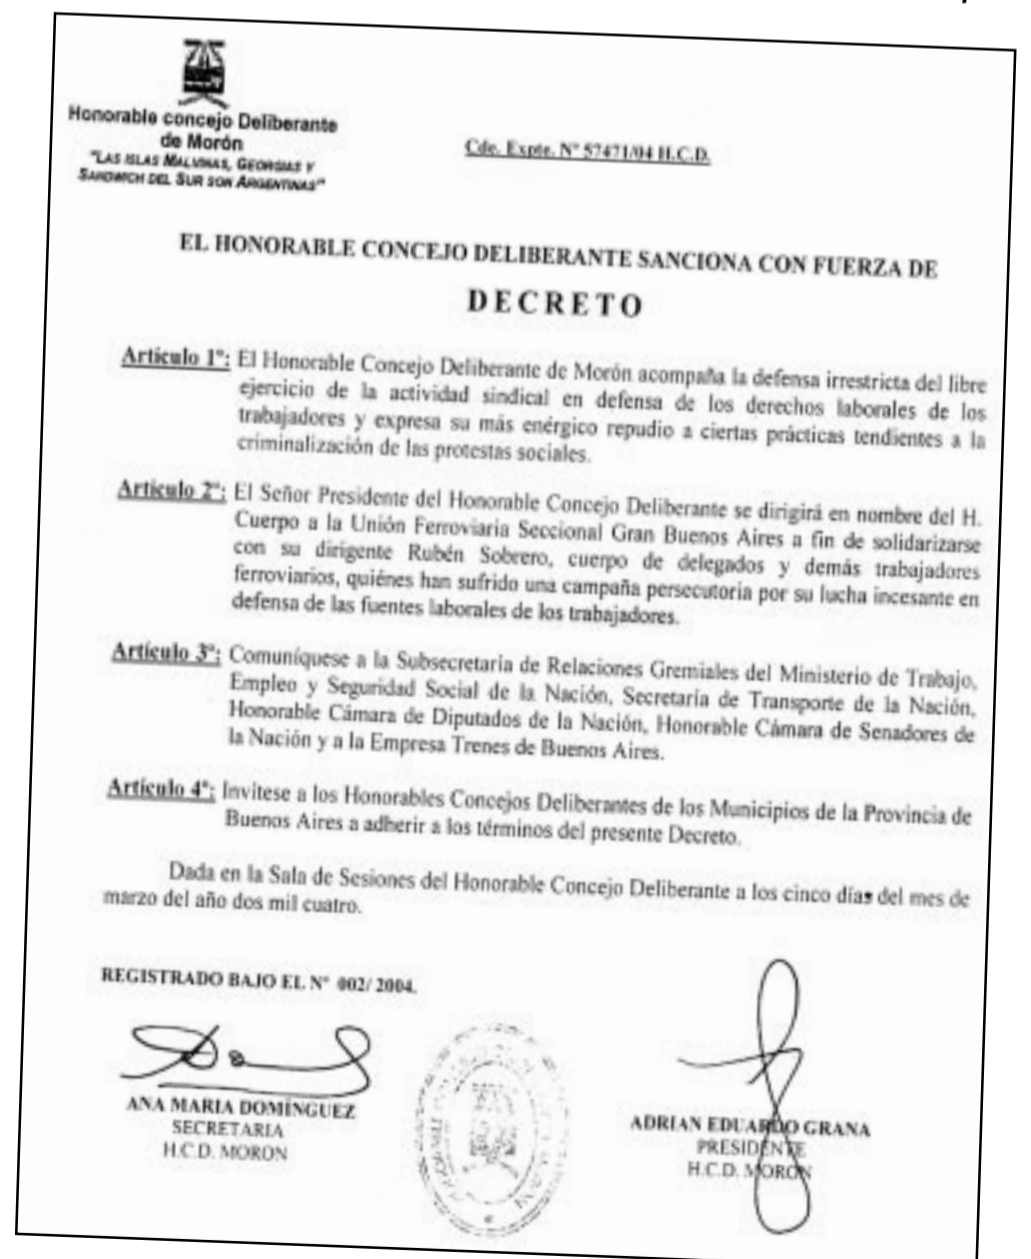 Honorable concejo Deliberante
de Morón
"LAS ISLAS MALVINAS, GEORGIAS Y
SANDWICH DEL SUR SON ARGENTINAS"
Cde. Expte. N° 57471/04 H.C.D.
EL HONORABLE CONCEJO DELIBERANTE SANCIONA CON FUERZA DE
DECRETO
Artículo 1°: El Honorable Concejo Deliberante de Morón acompaña la defensa irrestricta del libre
ejercicio de la actividad sindical en defensa de los derechos laborales de los
trabajadores y expresa su más enérgico repudio a ciertas prácticas tendientes a la
criminalización de las protestas sociales.
Artículo 2°: El Señor Presidente del Honorable Concejo Deliberante se dirigirá en nombre del H.
Cuerpo a la Unión Ferroviaria Seccional Gran Buenos Aires a fin de solidarizarse
con su dirigente Rubén Sobrero, cuerpo de delegados y demás trabajadores
ferroviarios, quiénes han sufrido una campaña persecutoria por su lucha incesante en
defensa de las fuentes laborales de los trabajadores.
Artículo 3°: Comuníquese a la Subsecretaría de Relaciones Gremiales del Ministerio de Trabajo,
Empleo y Seguridad Social de la Nación, Secretaría de Transporte de la Nación,
Honorable Cámara de Diputados de la Nación, Honorable Cámara de Senadores de
la Nación y a la Empresa Trenes de Buenos Aires.
Artículo 4°: Invítese a los Honorables Concejos Deliberantes de los Municipios de la Provincia de
Buenos Aires a adherir a los términos del presente Decreto.
Dada en la Sala de Sesiones del Honorable Concejo Deliberante a los cinco días del mes de
marzo del año dos mil cuatro.
REGISTRADO BAJO EL N° 002/ 2004.
ANA MARIA DOMÍNGUEZ
SECRETARIA
H.C.D. MORON
ADRIAN EDUARDO GRANA
PRESIDENTE
H.C.D. MORON